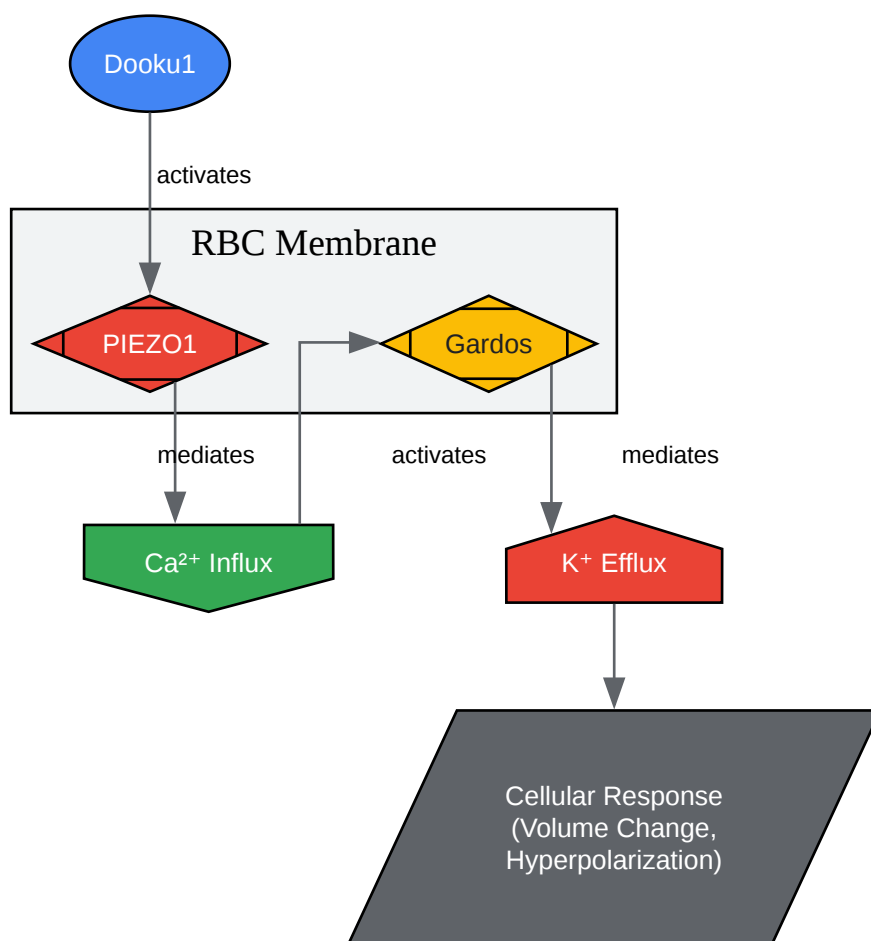 Dooku1
activates
RBC Membrane
PIEZO1
Gardos
mediates
activates
mediates
Ca²⁺ Influx
K⁺ Efflux
Cellular Response
(Volume Change,
Hyperpolarization)